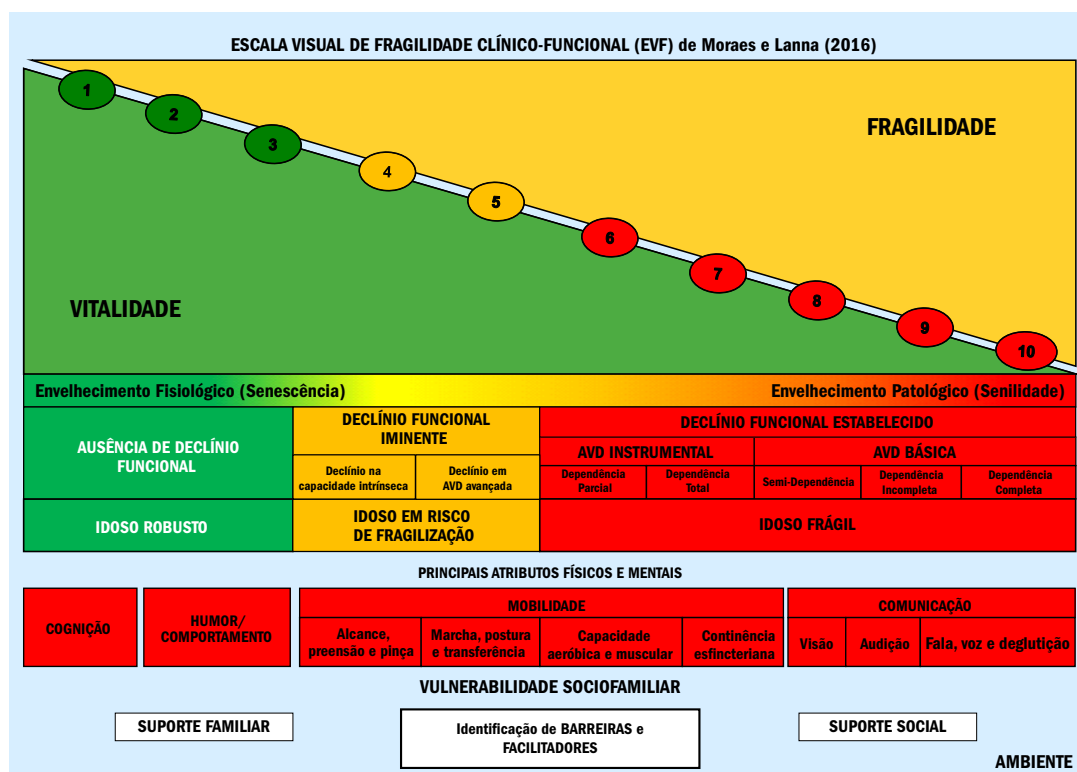 ESCALA VISUAL DE FRAGILIDADE CLÍNICO-FUNCIONAL (EVF) de Moraes e Lanna (2016)
1
2
3
4
5
6
7
8
9
10
FRAGILIDADE
VITALIDADE
Envelhecimento Fisiológico (Senescência)
Envelhecimento Patológico (Senilidade)
AUSÊNCIA DE DECLÍNIO
FUNCIONAL
DECLÍNIO FUNCIONAL
IMINENTE
DECLÍNIO FUNCIONAL ESTABELECIDO
AVD INSTRUMENTAL
AVD BÁSICA
Declínio na
capacidade intrínseca
Declínio em
AVD avançada
Dependência
Parcial
Dependência
Total
Semi-Dependência
Dependência
Incompleta
Dependência
Completa
IDOSO ROBUSTO
IDOSO EM RISCO
DE FRAGILIZAÇÃO
IDOSO FRÁGIL
PRINCIPAIS ATRIBUTOS FÍSICOS E MENTAIS
COGNIÇÃO
HUMOR/
COMPORTAMENTO
MOBILIDADE
Alcance,
preensão e pinça
Marcha, postura
e transferência
Capacidade
aeróbica e muscular
Continência
esfincteriana
COMUNICAÇÃO
Visão
Audição
Fala, voz e deglutição
VULNERABILIDADE SOCIOFAMILIAR
SUPORTE FAMILIAR
Identificação de BARREIRAS e
FACILITADORES
SUPORTE SOCIAL
AMBIENTE